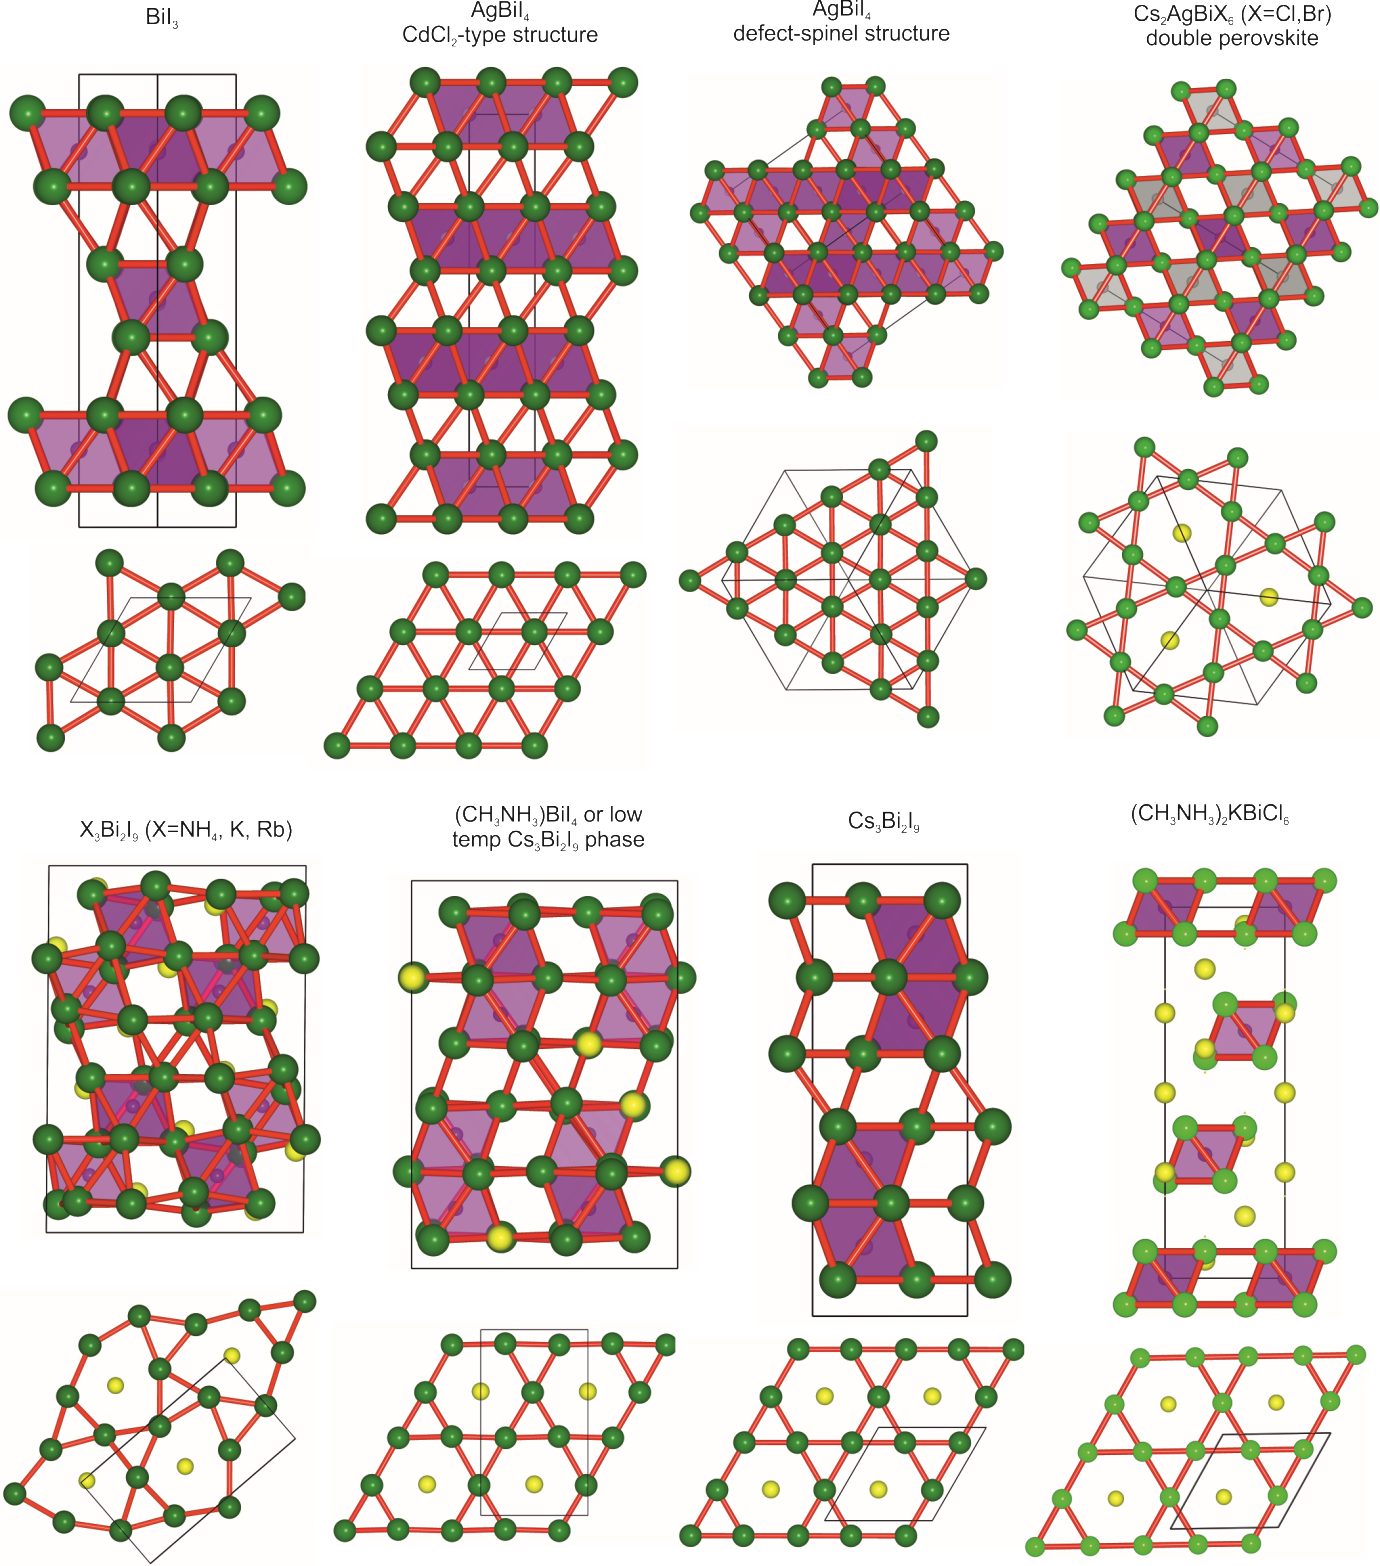 BiI₃
AgBiI₄
CdCl₂-type structure
AgBiI₄
defect-spinel structure
Cs₂AgBiX₆ (X=Cl,Br)
double perovskite
X₃Bi₂I₉ (X=NH₄, K, Rb)
(CH₃NH₃)BiI₄ or low
temp Cs₃Bi₂I₉ phase
Cs₃Bi₂I₉
(CH₃NH₃)₂KBiCl₆